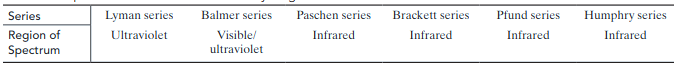 Series Lyman series Balmer series Paschen series Brackett series Pfund series Humphry series
Region of Ultraviolet Visible/ Infrared Infrared Infrared Infrared
Spectrum ultraviolet